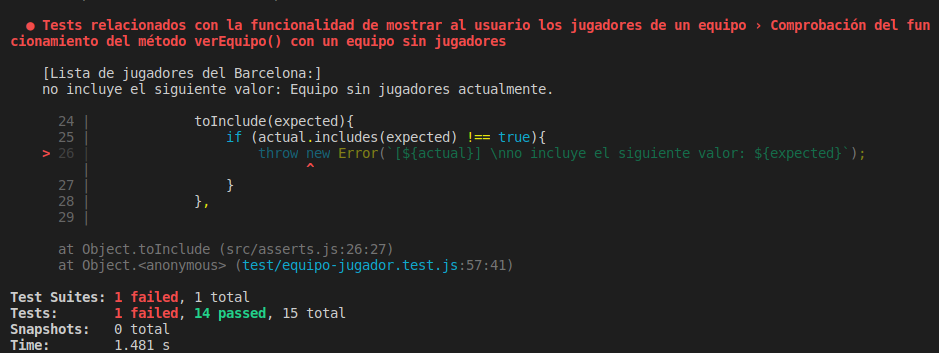 ● Tests relacionados con la funcionalidad de mostrar al usuario los jugadores de un equipo › Comprobación del fun
cionamiento del método verEquipo() con un equipo sin jugadores
[Lista de jugadores del Barcelona:]
no incluye el siguiente valor: Equipo sin jugadores actualmente.
24 |             toInclude(expected){
25 |                 if (actual.includes(expected) !== true){
> 26 |                     throw new Error(`[${actual}] \nno incluye el siguiente valor: ${expected}`);
|                           ^
27 |                 }
28 |             },
29 |
at Object.toInclude (src/asserts.js:26:27)
at Object.<anonymous> (test/equipo-jugador.test.js:57:41)
Test Suites: 1 failed, 1 total
Tests:       1 failed, 14 passed, 15 total
Snapshots:   0 total
Time:        1.481 s